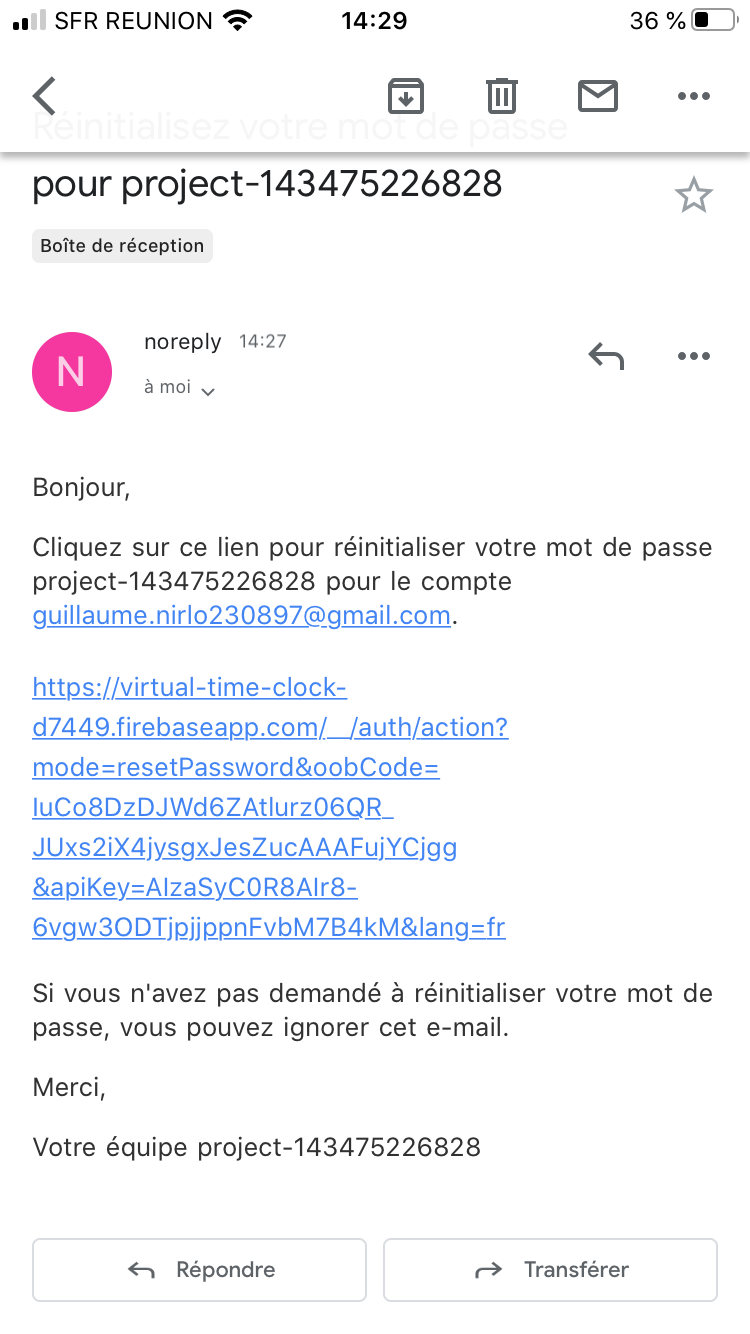 SFR REUNION 14:29 36 %
Réinitialisez votre mot de passe
pour project-143475226828
Boîte de réception
N
noreply 14:27
à moi
Bonjour,
Cliquez sur ce lien pour réinitialiser votre mot de passe
project-143475226828 pour le compte
guillaume.nirlo230897@gmail.com.
https://virtual-time-clock-
d7449.firebaseapp.com/__/auth/action?
mode=resetPassword&oobCode=
IuCo8DzDJWd6ZAtlurz06QR_
JUxs2iX4jysgxJesZucAAAFujYCjgg
&apiKey=AIzaSyC0R8AIr8-
6vgw3ODTjpjjppnFvbM7B4kM&lang=fr
Si vous n'avez pas demandé à réinitialiser votre mot de
passe, vous pouvez ignorer cet e-mail.
Merci,
Votre équipe project-143475226828
Répondre
Transférer